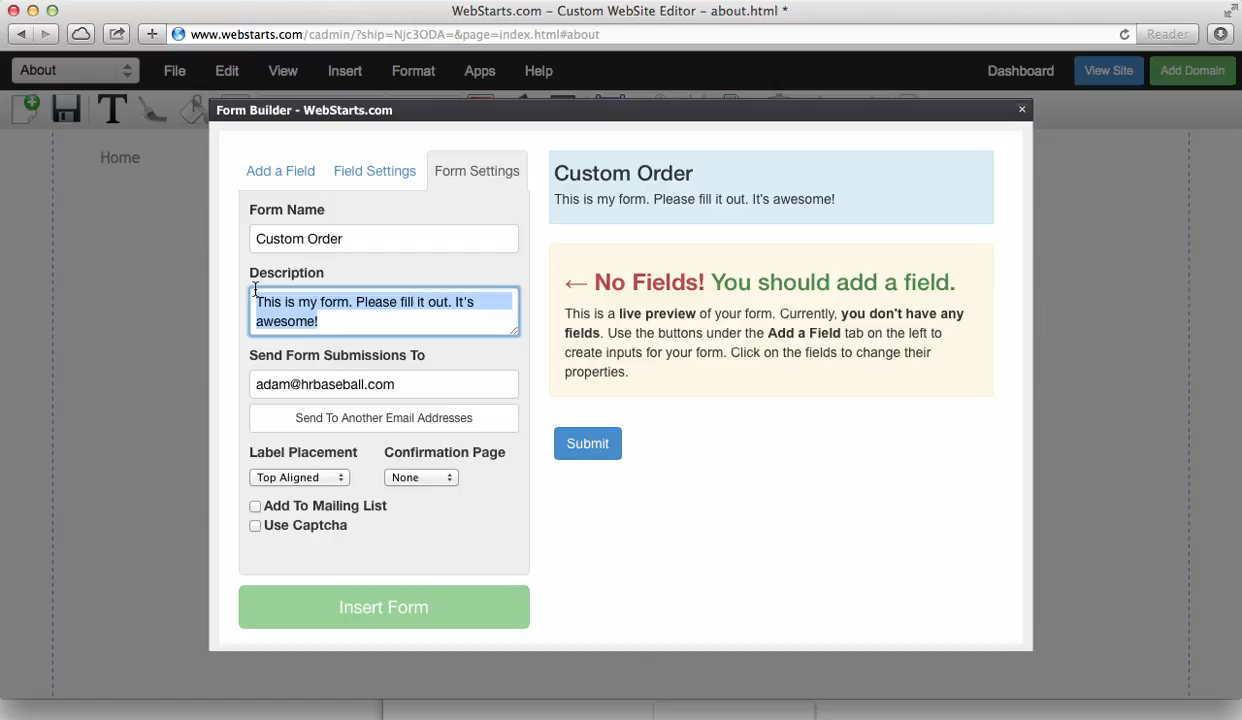 WebStarts.com – Custom WebSite Editor – about.html *
www.webstarts.com/cadmin/?ship=Njc3ODA=&page=index.html#about
Reader
About
File
Edit
View
Insert
Format
Apps
Help
Dashboard
View Site
Add Domain
Form Builder - WebStarts.com
×
Home
Add a Field
Field Settings
Form Settings
Form Name
Custom Order
Description
This is my form. Please fill it out. It's
awesome!
Send Form Submissions To
adam@hrbaseball.com
Send To Another Email Addresses
Label Placement
Confirmation Page
Top Aligned
None
Add To Mailing List
Use Captcha
Insert Form
Custom Order
This is my form. Please fill it out. It's awesome!
← No Fields! You should add a field.
This is a live preview of your form. Currently, you don't have any
fields. Use the buttons under the Add a Field tab on the left to
create inputs for your form. Click on the fields to change their
properties.
Submit